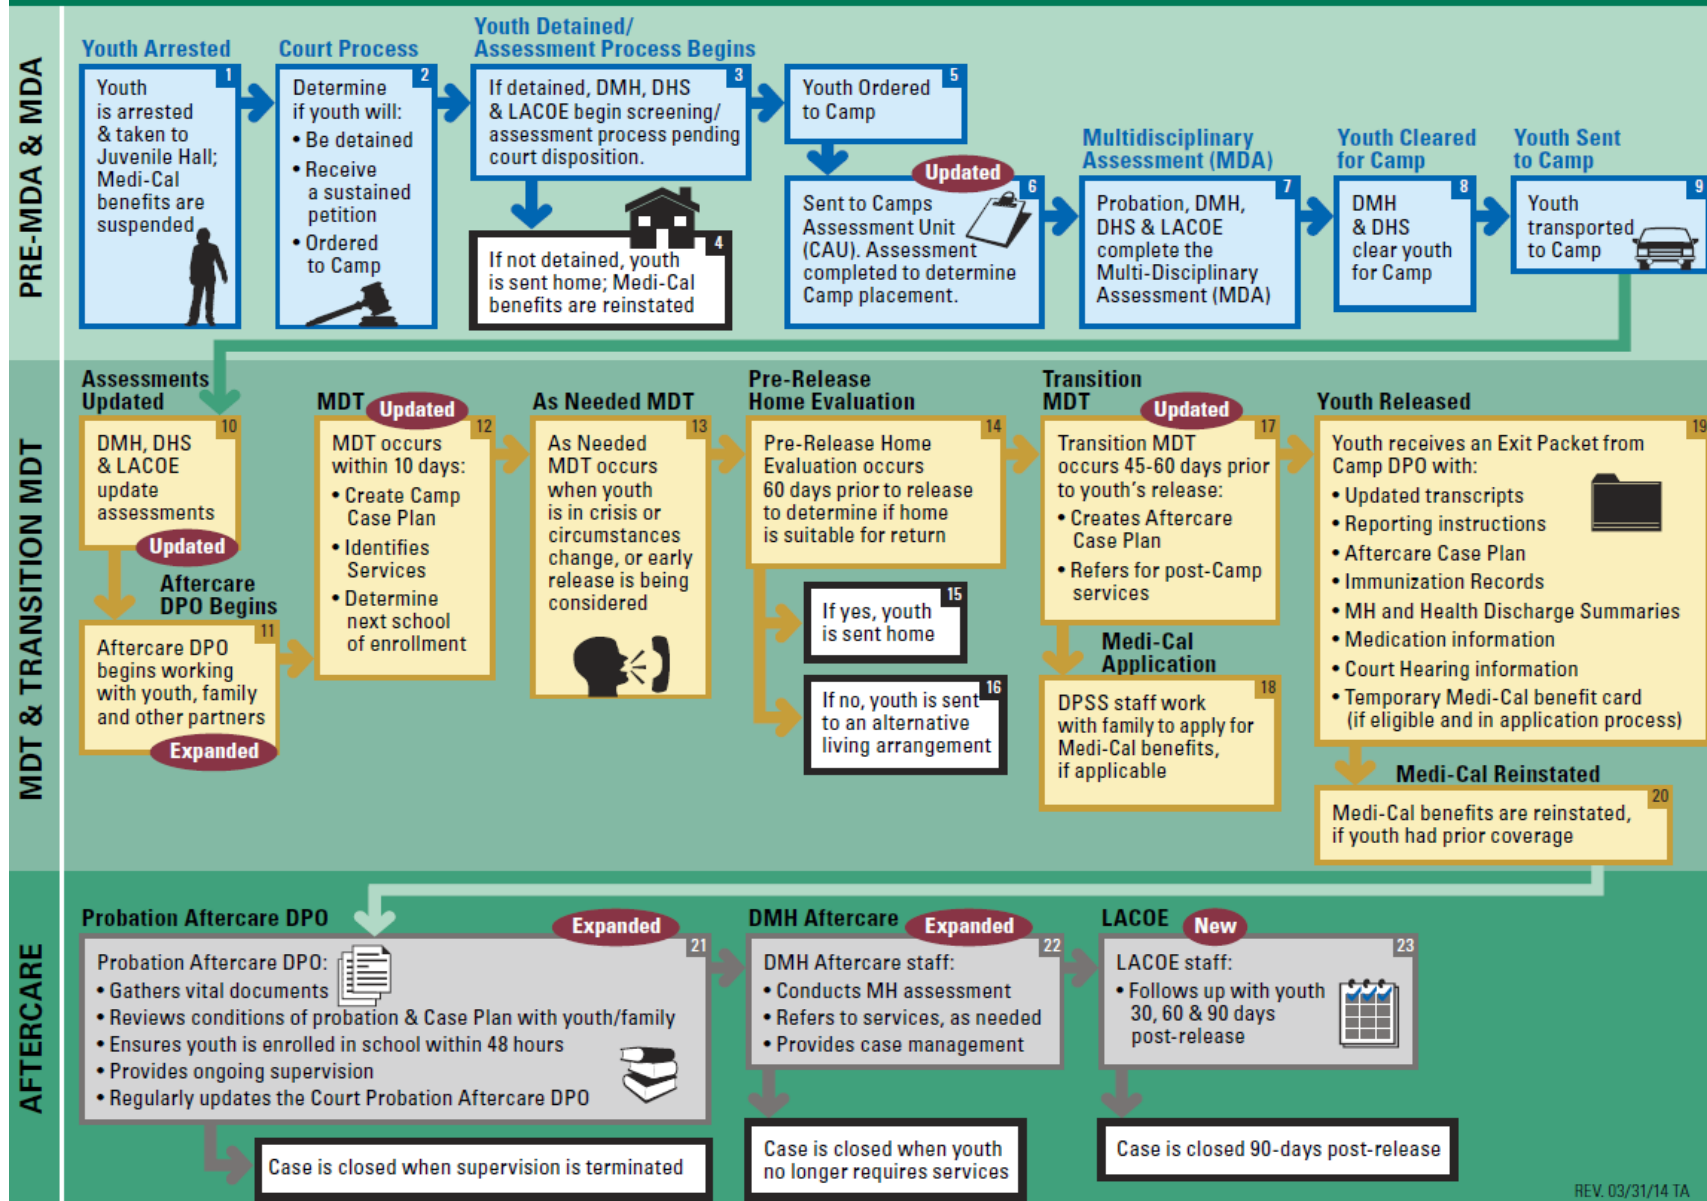 PRE-MDA & MDA
Youth Arrested
1
Youth
is arrested
& taken to
Juvenile Hall;
Medi-Cal
benefits are
suspended
Court Process
2
Determine
if youth will:
• Be detained
• Receive
a sustained
petition
• Ordered
to Camp
Youth Detained/
Assessment Process Begins
3
If detained, DMH, DHS
& LACOE begin screening/
assessment process pending
court disposition.
4
If not detained, youth
is sent home; Medi-Cal
benefits are reinstated
5
Youth Ordered
to Camp
Updated
6
Sent to Camps
Assessment Unit
(CAU). Assessment
completed to determine
Camp placement.
Multidisciplinary
Assessment (MDA)
7
Probation, DMH,
DHS & LACOE
complete the
Multi-Disciplinary
Assessment (MDA)
Youth Cleared
for Camp
8
DMH
& DHS
clear youth
for Camp
Youth Sent
to Camp
9
Youth
transported
to Camp
MDT & TRANSITION MDT
Assessments
Updated
10
DMH, DHS
& LACOE
update
assessments
Updated
Aftercare
DPO Begins
11
Aftercare DPO
begins working
with youth, family
and other partners
Expanded
MDT
Updated
12
MDT occurs
within 10 days:
• Create Camp
Case Plan
• Identifies
Services
• Determine
next school
of enrollment
As Needed MDT
13
As Needed
MDT occurs
when youth
is in crisis or
circumstances
change, or early
release is being
considered
Pre-Release
Home Evaluation
14
Pre-Release Home
Evaluation occurs
60 days prior to release
to determine if home
is suitable for return
15
If yes, youth
is sent home
16
If no, youth is sent
to an alternative
living arrangement
Transition
MDT
Updated
17
Transition MDT
occurs 45-60 days prior
to youth's release:
• Creates Aftercare
Case Plan
• Refers for post-Camp
services
Medi-Cal
Application
18
DPSS staff work
with family to apply for
Medi-Cal benefits,
if applicable
Youth Released
19
Youth receives an Exit Packet from
Camp DPO with:
• Updated transcripts
• Reporting instructions
• Aftercare Case Plan
• Immunization Records
• MH and Health Discharge Summaries
• Medication information
• Court Hearing information
• Temporary Medi-Cal benefit card
(if eligible and in application process)
Medi-Cal Reinstated
20
Medi-Cal benefits are reinstated,
if youth had prior coverage
AFTERCARE
Probation Aftercare DPO
Expanded
21
Probation Aftercare DPO:
• Gathers vital documents
• Reviews conditions of probation & Case Plan with youth/family
• Ensures youth is enrolled in school within 48 hours
• Provides ongoing supervision
• Regularly updates the Court Probation Aftercare DPO
Case is closed when supervision is terminated
DMH Aftercare
Expanded
22
DMH Aftercare staff:
• Conducts MH assessment
• Refers to services, as needed
• Provides case management
Case is closed when youth
no longer requires services
LACOE
New
23
LACOE staff:
• Follows up with youth
30, 60 & 90 days
post-release
Case is closed 90-days post-release
REV. 03/31/14 TA